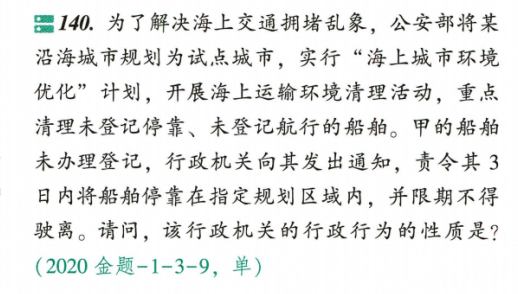 140. 为了解决海上交通拥堵乱象，公安部将某
沿海城市规划为试点城市，实行“海上城市环境
优化”计划，开展海上运输环境清理活动，重点
清理未登记停靠、未登记航行的船舶。甲的船舶
未办理登记，行政机关向其发出通知，责令其 3
日内将船舶停靠在指定规划区域内，并限期不得
驶离。请问，该行政机关的行政行为的性质是?
(2020 金题-1-3-9，单)